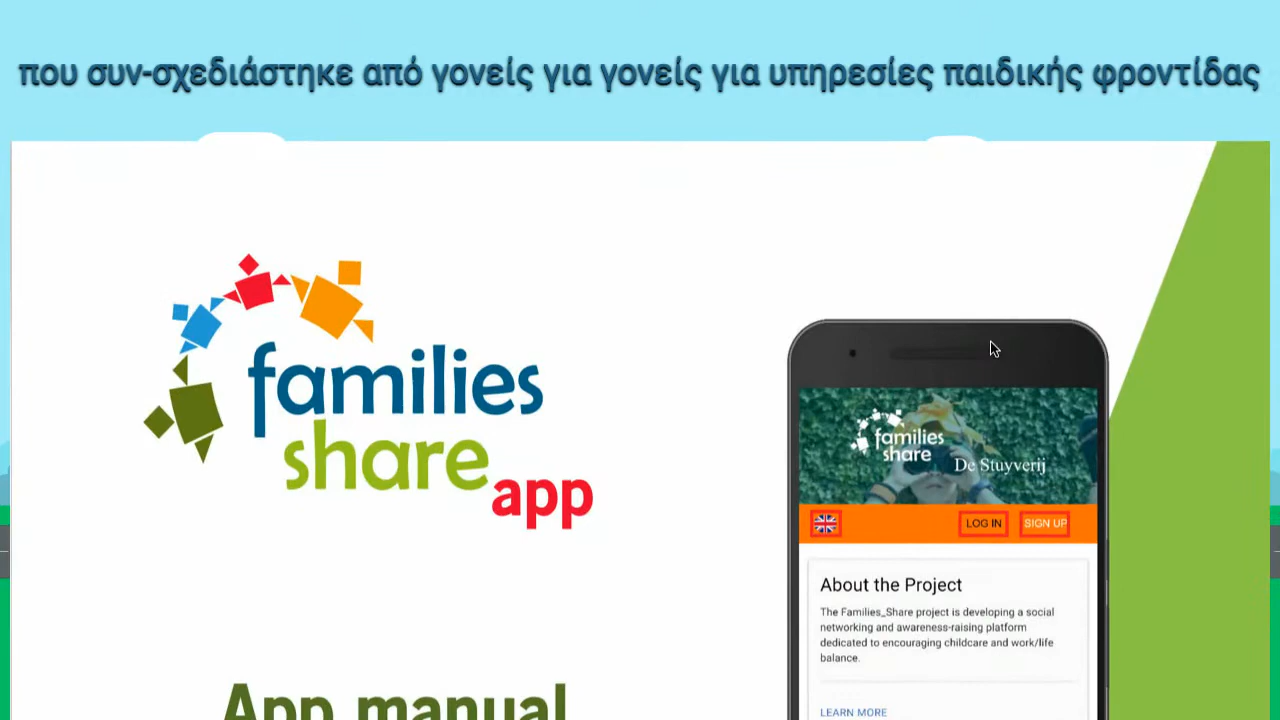 που συν-σχεδιάστηκε από γονείς για γονείς για υπηρεσίες παιδικής φροντίδας
families
share
app
App manual
families
share
De Stuyverij
LOG IN
SIGN UP
About the Project
The Families_Share project is developing a social
networking and awareness-raising platform
dedicated to encouraging childcare and work/life
balance.
LEARN MORE